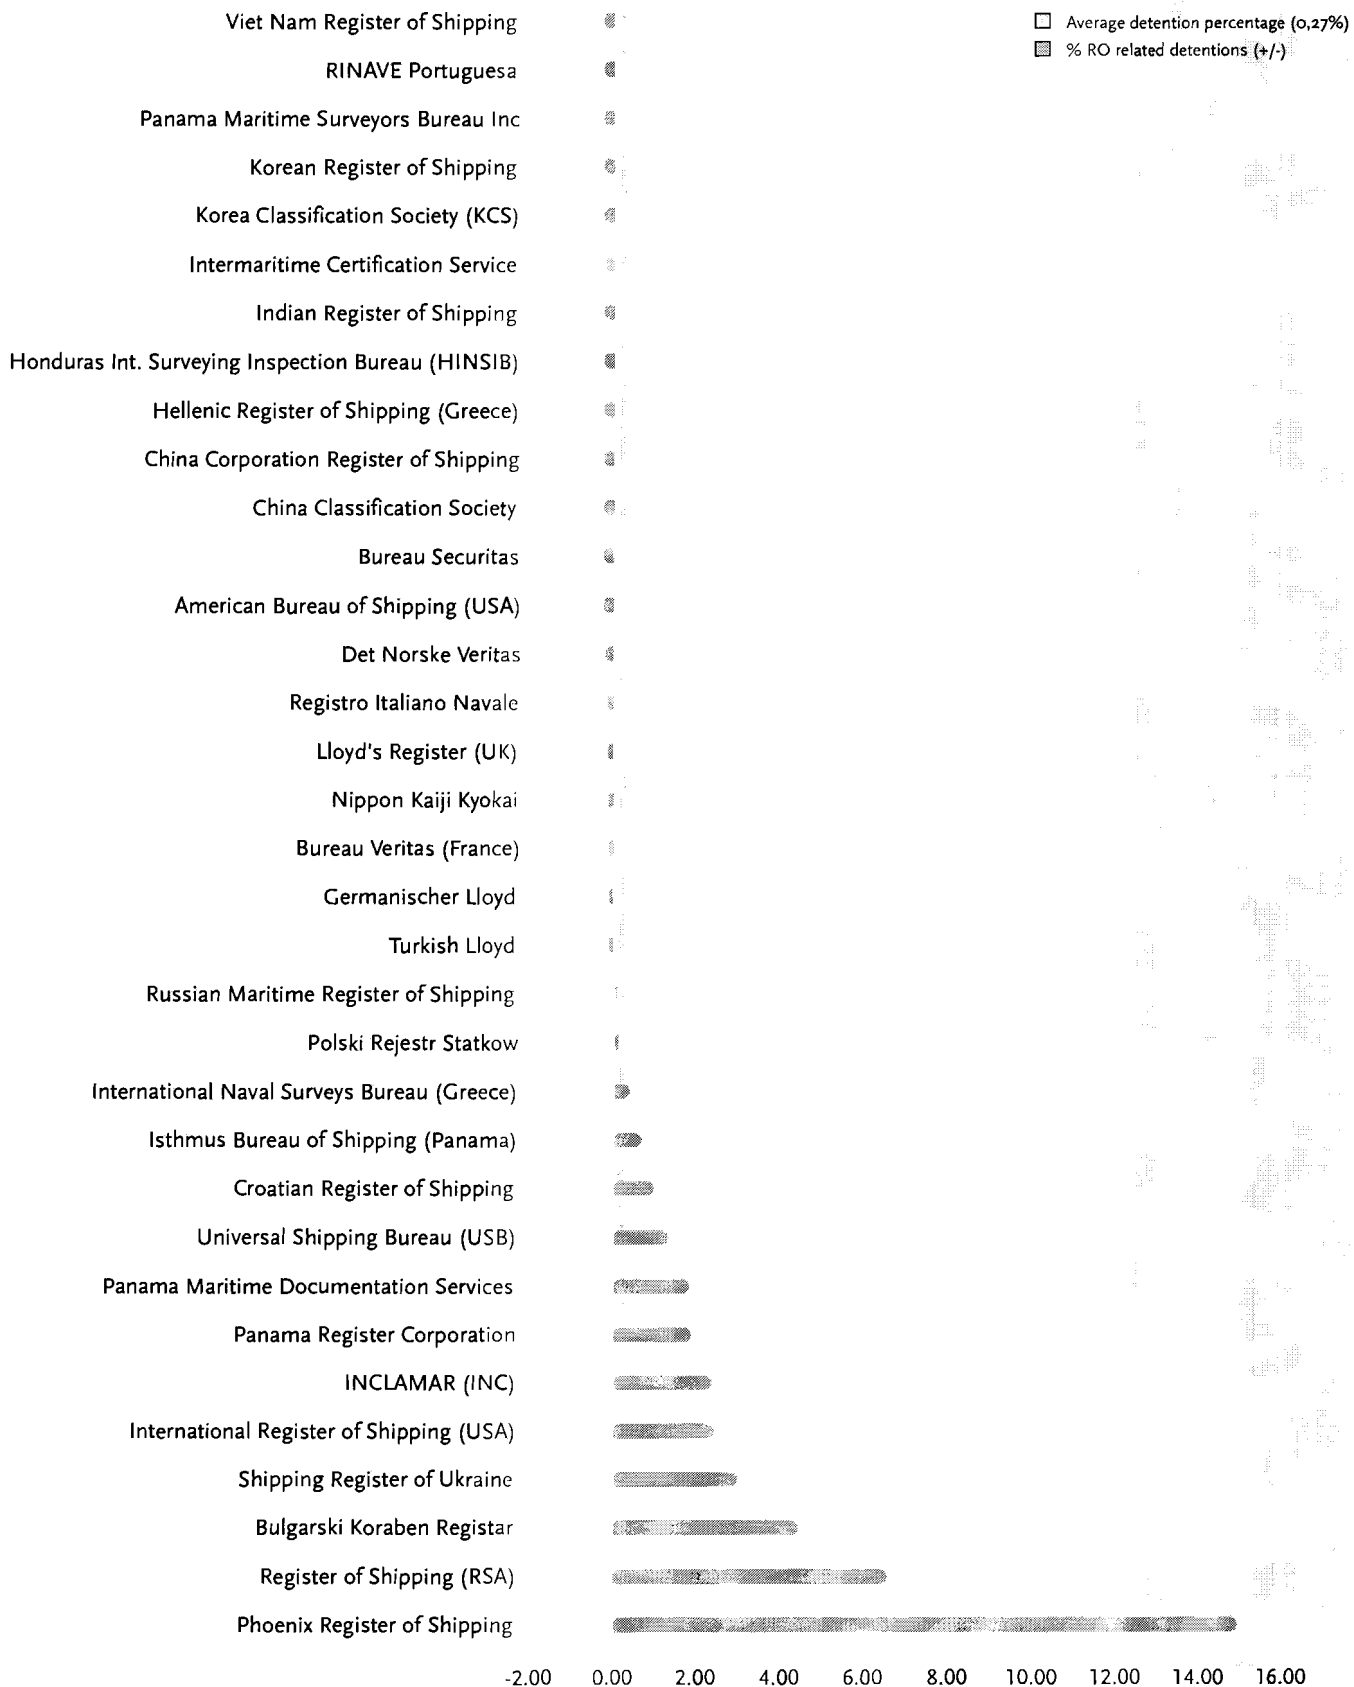 Viet Nam Register of Shipping
Average detention percentage (0,27%)
% RO related detentions (+/-)
RINAVE Portuguesa
Panama Maritime Surveyors Bureau Inc
Korean Register of Shipping
Korea Classification Society (KCS)
Intermaritime Certification Service
Indian Register of Shipping
Honduras Int. Surveying Inspection Bureau (HINSIB)
Hellenic Register of Shipping (Greece)
China Corporation Register of Shipping
China Classification Society
Bureau Securitas
American Bureau of Shipping (USA)
Det Norske Veritas
Registro Italiano Navale
Lloyd's Register (UK)
Nippon Kaiji Kyokai
Bureau Veritas (France)
Germanischer Lloyd
Turkish Lloyd
Russian Maritime Register of Shipping
Polski Rejestr Statkow
International Naval Surveys Bureau (Greece)
Isthmus Bureau of Shipping (Panama)
Croatian Register of Shipping
Universal Shipping Bureau (USB)
Panama Maritime Documentation Services
Panama Register Corporation
INCLAMAR (INC)
International Register of Shipping (USA)
Shipping Register of Ukraine
Bulgarski Koraben Registar
Register of Shipping (RSA)
Phoenix Register of Shipping
-2.00 0.00 2.00 4.00 6.00 8.00 10.00 12.00 14.00 16.00